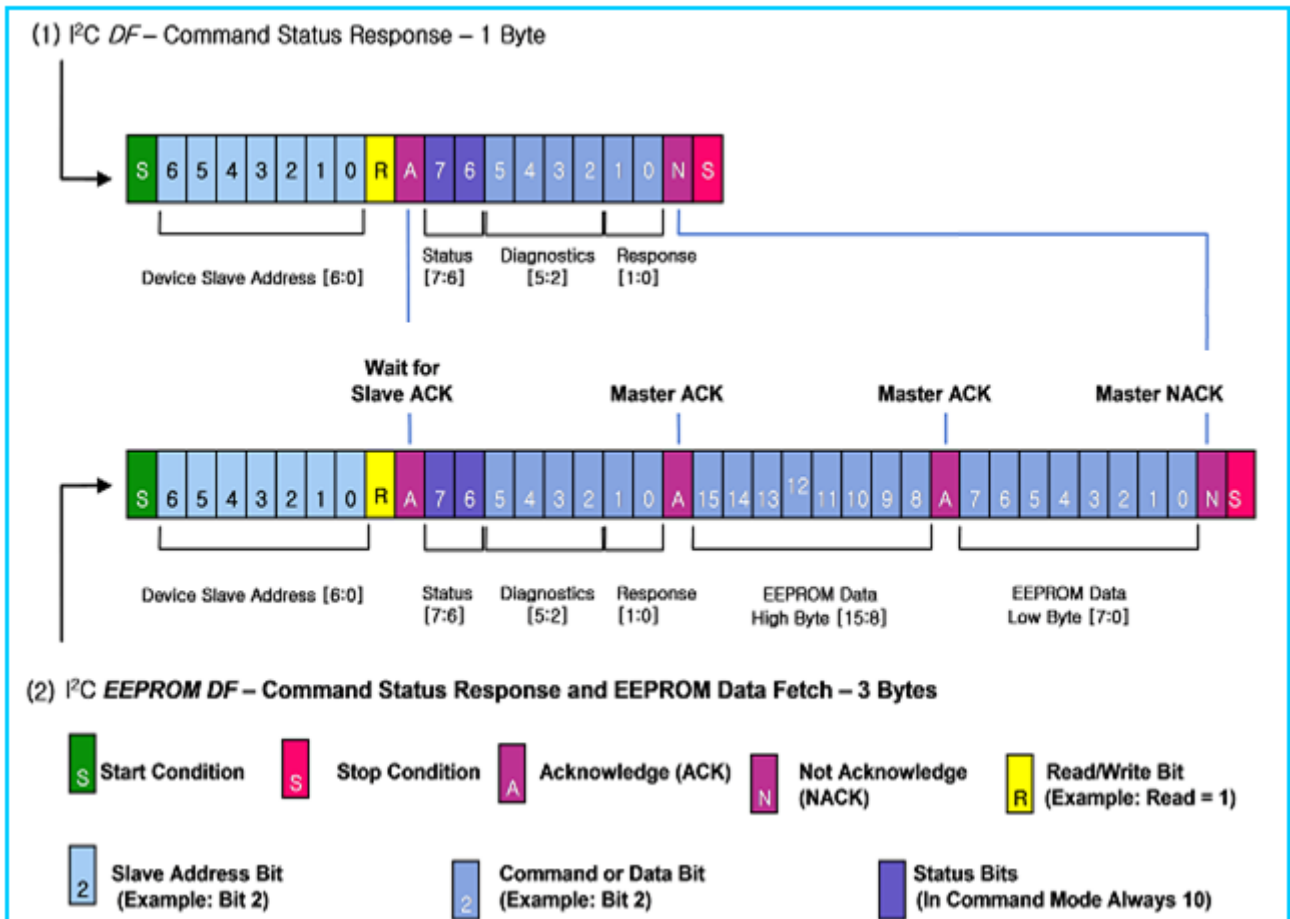 (1) I²C DF – Command Status Response – 1 Byte
S 6 5 4 3 2 1 0 R A 7 6 5 4 3 2 1 0 N S
Device Slave Address [6:0]
Status
[7:6]
Diagnostics
[5:2]
Response
[1:0]
Wait for
Slave ACK
Master ACK
Master ACK
Master NACK
S 6 5 4 3 2 1 0 R A 7 6 5 4 3 2 1 0 A 15 14 13 12 11 10 9 8 A 7 6 5 4 3 2 1 0 N S
Device Slave Address [6:0]
Status
[7:6]
Diagnostics
[5:2]
Response
[1:0]
EEPROM Data
High Byte [15:8]
EEPROM Data
Low Byte [7:0]
(2) I²C EEPROM DF – Command Status Response and EEPROM Data Fetch – 3 Bytes
S Start Condition
S Stop Condition
A Acknowledge (ACK)
N Not Acknowledge
(NACK)
R Read/Write Bit
(Example: Read = 1)
2 Slave Address Bit
(Example: Bit 2)
2 Command or Data Bit
(Example: Bit 2)
Status Bits
(In Command Mode Always 10)